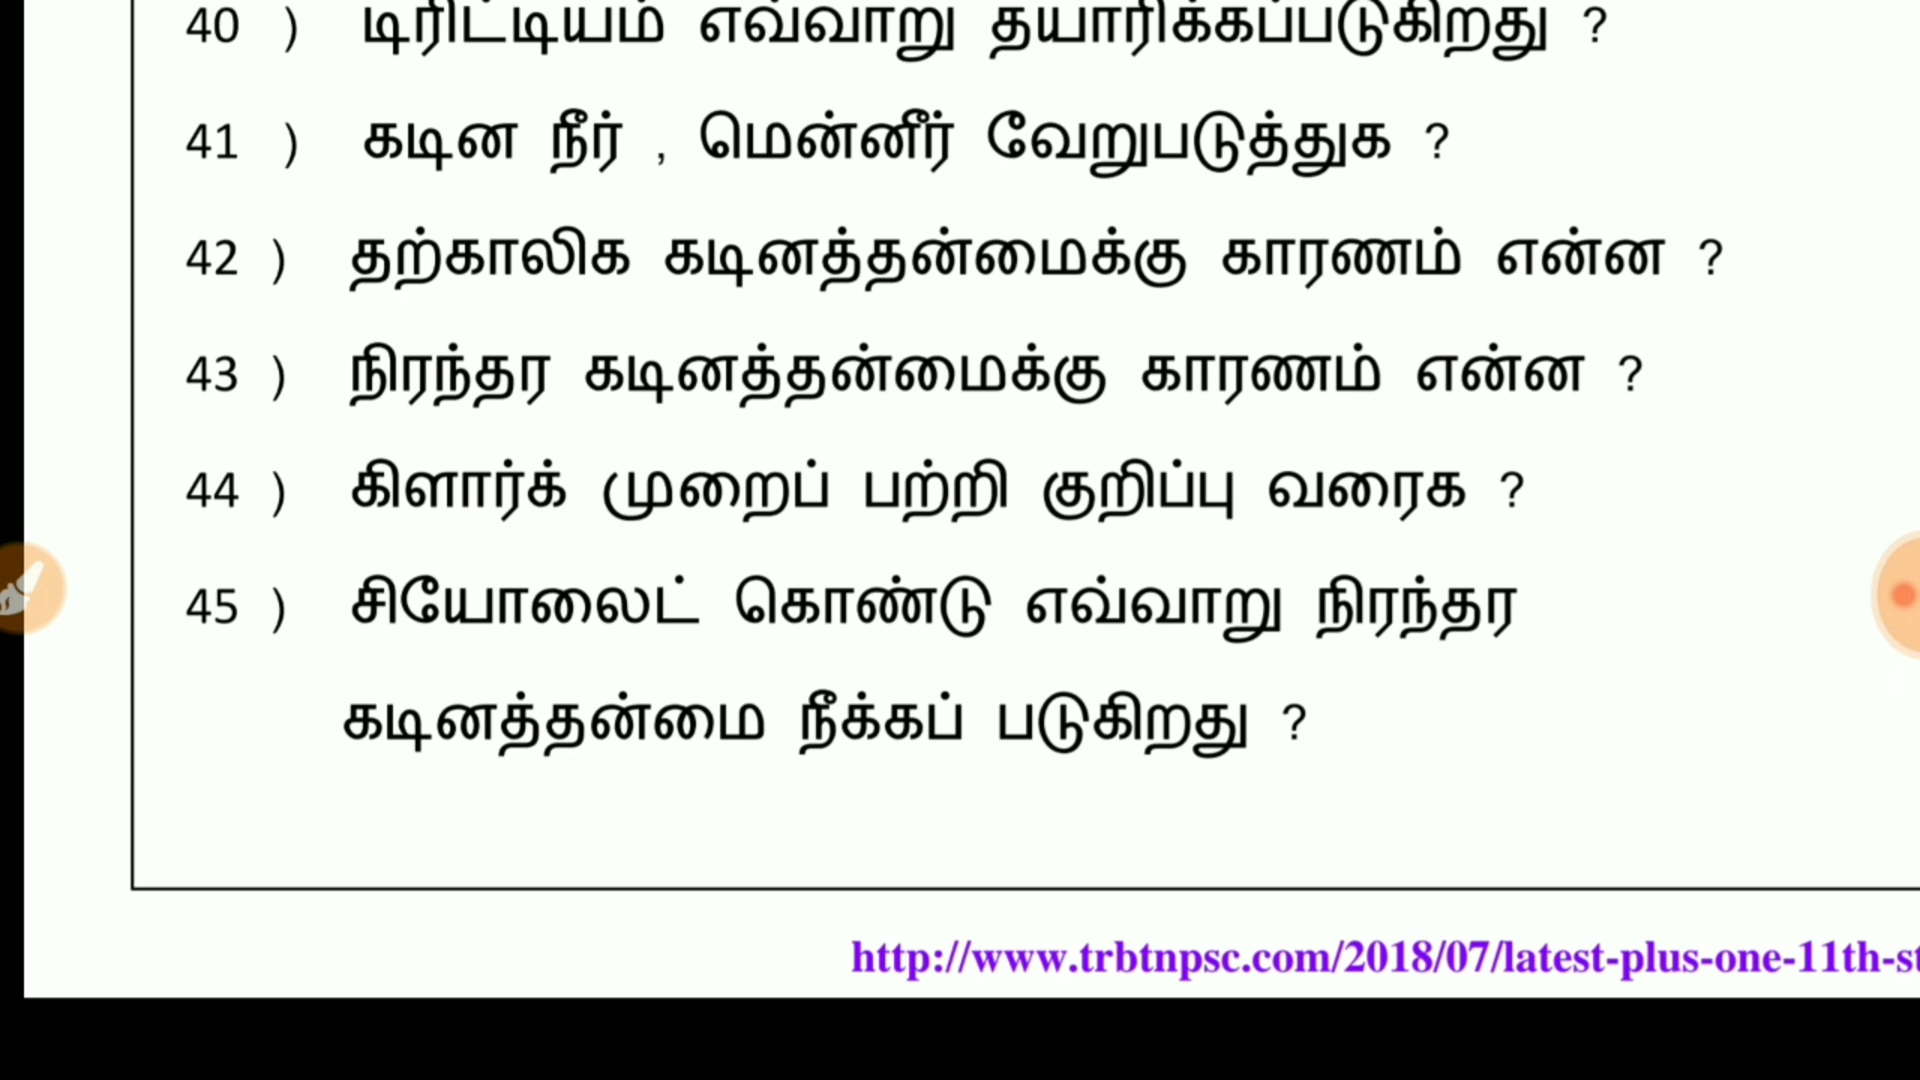 40 ) டிரிட்டியம் எவ்வாறு தயாரிக்கப்படுகிறது ?
41 ) கடின நீர் , மென்னீர் வேறுபடுத்துக ?
42 ) தற்காலிக கடினத்தன்மைக்கு காரணம் என்ன ?
43 ) நிரந்தர கடினத்தன்மைக்கு காரணம் என்ன ?
44 ) கிளார்க் முறைப் பற்றி குறிப்பு வரைக ?
45 ) சியோலைட் கொண்டு எவ்வாறு நிரந்தர
கடினத்தன்மை நீக்கப் படுகிறது ?
http://www.trbtnpsc.com/2018/07/latest-plus-one-11th-st